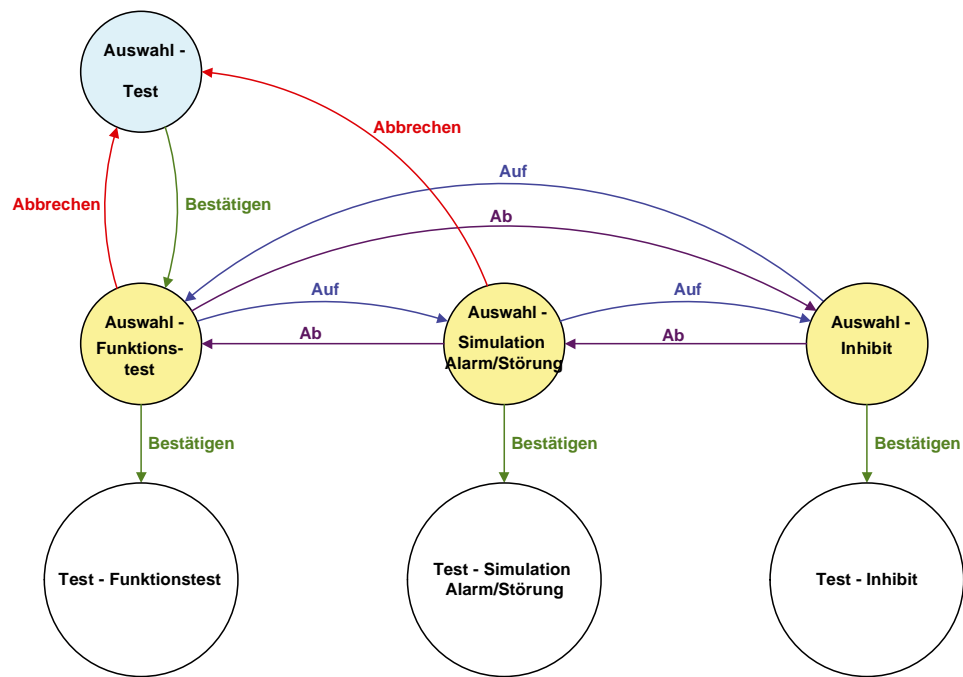 Auswahl -
Test
Abbrechen
Auf
Abbrechen
Bestätigen
Ab
Auf
Auf
Auswahl -
Funktions-
test
Ab
Auswahl -
Simulation
Alarm/Störung
Ab
Auswahl -
Inhibit
Bestätigen
Bestätigen
Bestätigen
Test - Funktionstest
Test - Simulation
Alarm/Störung
Test - Inhibit